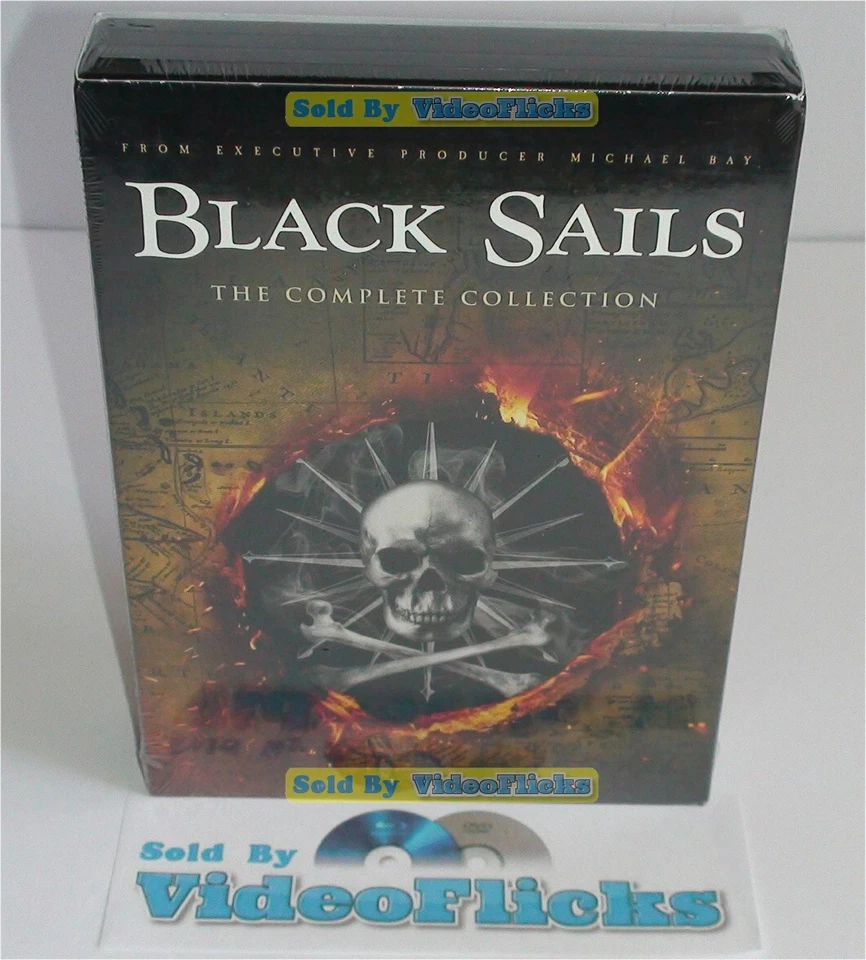 Sold By VideoFlicks
FROM EXECUTIVE PRODUCER MICHAEL BAY
BLACK SAILS
THE COMPLETE COLLECTION
ISLANDS
Sold By VideoFlicks
Sold By
VideoFlicks